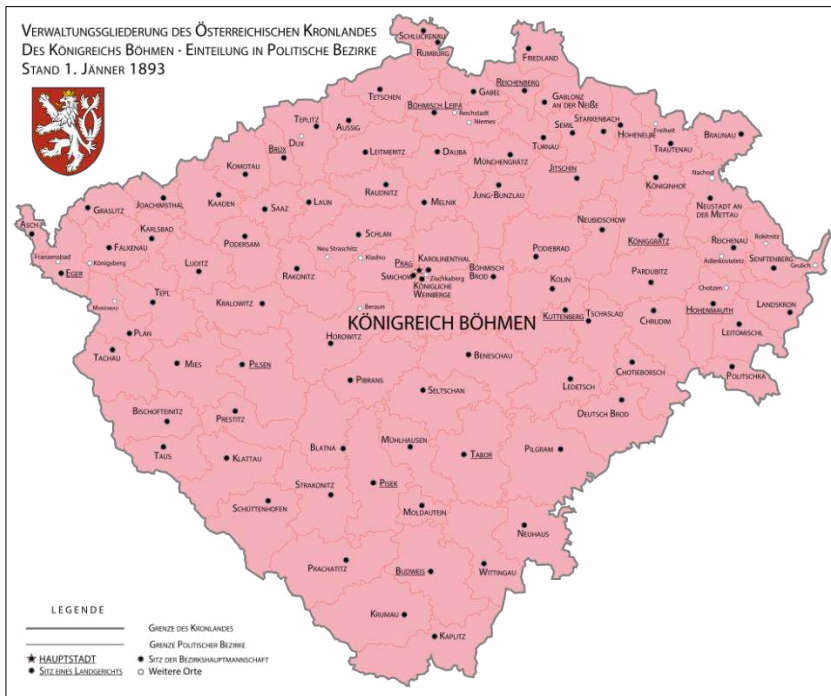 VERWALTUNGSGLIEDERUNG DES ÖSTERREICHISCHEN KRONLANDES
DES KÖNIGREICHS BÖHMEN · EINTEILUNG IN POLITISCHE BEZIRKE
STAND 1. JÄNNER 1893
SCHLUCKENAU
RUMBURG
FRIEDLAND
TETSCHEN
GABEL
REICHENBERG
BÖHMISCH LEIPA
Reichstadt
Niemes
GABLONZ
AN DER NEIßE
TEPLITZ
DUX
AUSSIG
SEMIL
STARKENBACH
HOHENELBE
Freiheit
TRAUTENAU
BRAUNAU
BRÜX
LEITMERITZ
DAUBA
TURNAU
MÜNCHENGRÄTZ
KOMOTAU
JITSCHIN
Nachod
KÖNIGINHOF
RAUDNITZ
JUNG-BUNZLAU
GRASLITZ
JOACHIMSTHAL
KAADEN
SAAZ
LAUN
MELNIK
NEUSTADT AN
DER METTAU
ASCH
KARLSBAD
FALKENAU
PODERSAM
SCHLAN
NEUBIDSCHOW
KÖNIGGRÄTZ
REICHENAU
Rokitnitz
Franzensbad
Königsberg
EGER
LUDITZ
Neu Straschitz
Kladno
RAKONITZ
PRAG
KAROLINENTHAL
SMICHOW
Zischkaberg
KÖNIGLICHE
WEINBERGE
BÖHMISCH
BROD
PODIEBRAD
Adlerkosteletz
SENFTENBERG
Grulich
KOLIN
PARDUBITZ
Chotzen
TEPL
KRALOWITZ
Beraun
KUTTENBERG
TSCHASLAU
CHRUDIM
HOHENMAUTH
LANDSKRON
LEITOMISCHL
KÖNIGREICH BÖHMEN
PLAN
HOROWITZ
TACHAU
MIES
PILSEN
BENESCHAU
CHOTIEBORSCH
POLITSCHKA
PIBRANS
SELTSCHAN
LEDETSCH
DEUTSCH BROD
BISCHOFTEINITZ
PRESTITZ
TAUS
KLATTAU
BLATNA
MÜHLHAUSEN
TABOR
PILGRAM
STRAKONITZ
PISEK
SCHÜTTENHOFEN
MOLDAUTEIN
NEUHAUS
PRACHATITZ
BUDWEIS
WITTINGAU
KRUMAU
KAPLITZ
LEGENDE
GRENZE DES KRONLANDES
GRENZE POLITISCHER BEZIRKE
HAUPTSTADT
SITZ DER BEZIRKSHAUPTMANNSCHAFT
SITZ EINES LANDGERICHTS
WEITERE ORTE